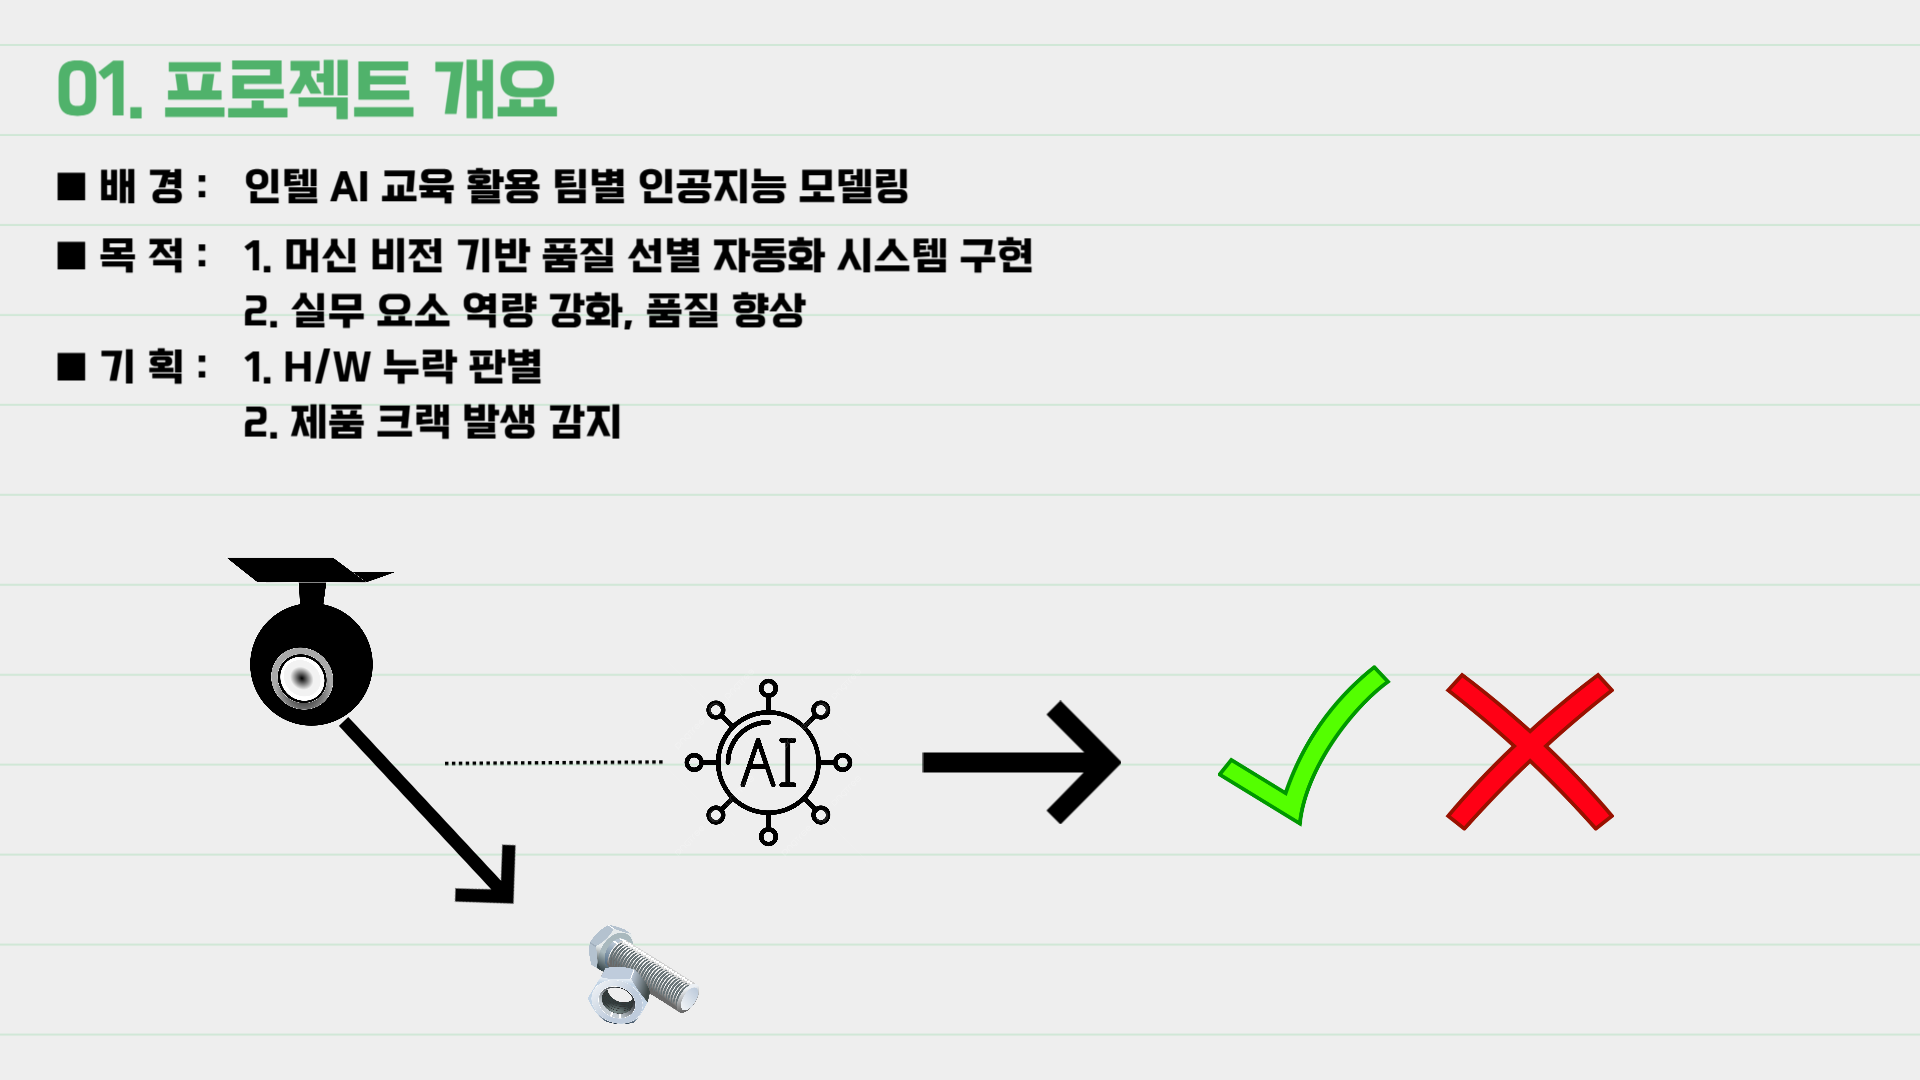 01. 프로젝트 개요
■ 배 경 : 인텔 AI 교육 활용 팀별 인공지능 모델링
■ 목 적 : 1. 머신 비전 기반 품질 선별 자동화 시스템 구현
2. 실무 요소 역량 강화, 품질 향상
■ 기 획 : 1. H/W 누락 판별
2. 제품 크랙 발생 감지
AI